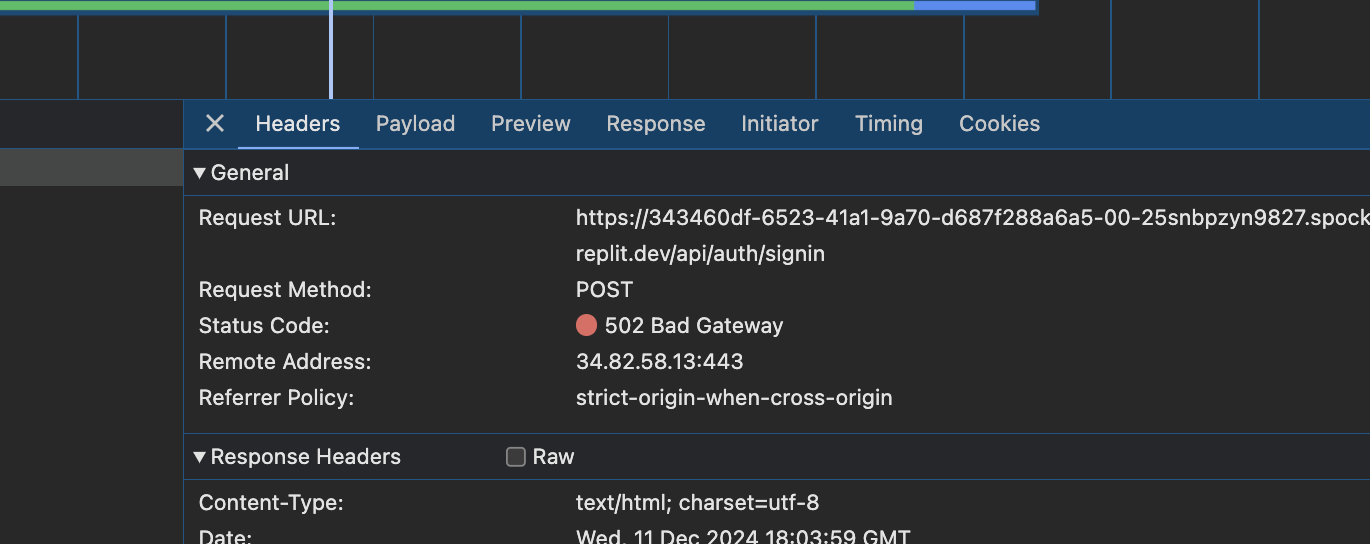 Headers Payload Preview Response Initiator Timing Cookies
General
Request URL: https://343460df-6523-41a1-9a70-d687f288a6a5-00-25snbpzyn9827.spock
replit.dev/api/auth/signin
Request Method: POST
Status Code: 502 Bad Gateway
Remote Address: 34.82.58.13:443
Referrer Policy: strict-origin-when-cross-origin
Response Headers Raw
Content-Type: text/html; charset=utf-8
Date: Wed, 11 Dec 2024 18:03:59 GMT